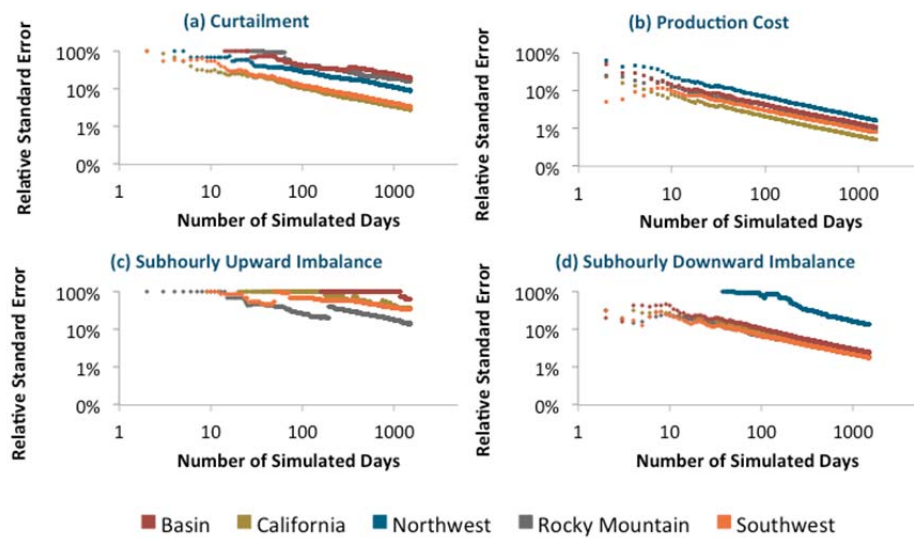 (a) Curtailment
Relative Standard Error
100%
10%
1%
0%
1 10 100 1000
Number of Simulated Days
(b) Production Cost
Relative Standard Error
100%
10%
1%
0%
1 10 100 1000
Number of Simulated Days
(c) Subhourly Upward Imbalance
Relative Standard Error
100%
10%
1%
0%
1 10 100 1000
Number of Simulated Days
(d) Subhourly Downward Imbalance
Relative Standard Error
100%
10%
1%
0%
1 10 100 1000
Number of Simulated Days
Basin California Northwest Rocky Mountain Southwest